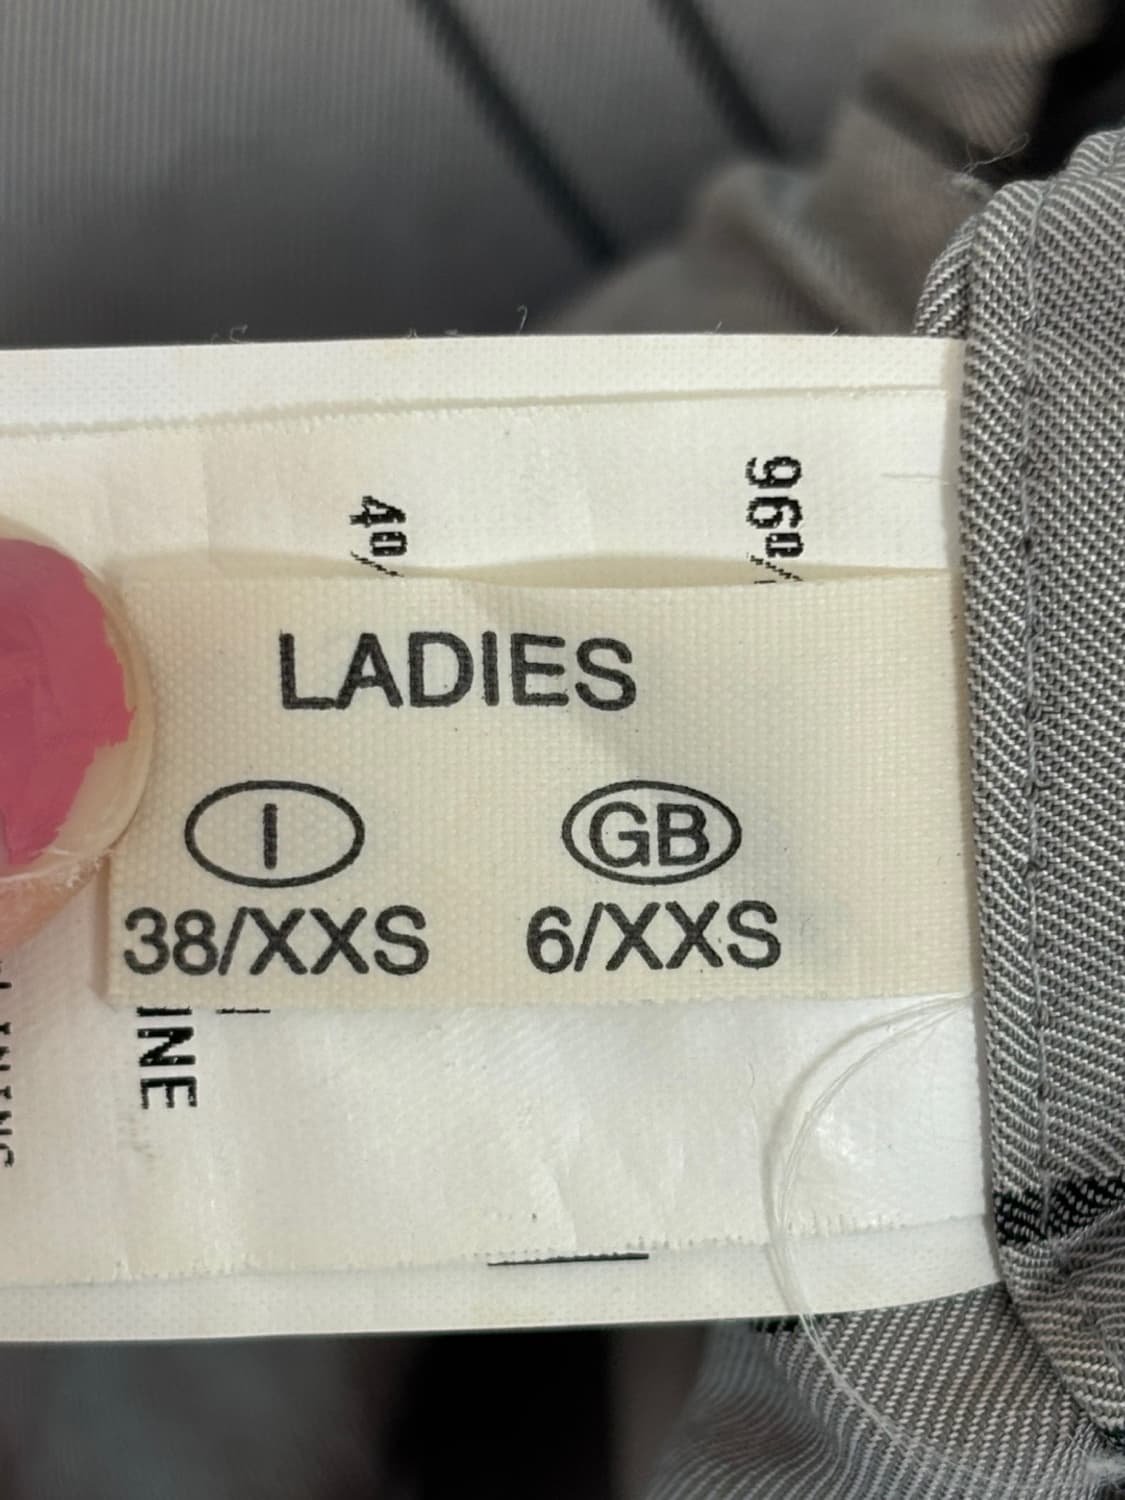 96%
4%
LADIES
I GB
38/XXS 6/XXS
INE